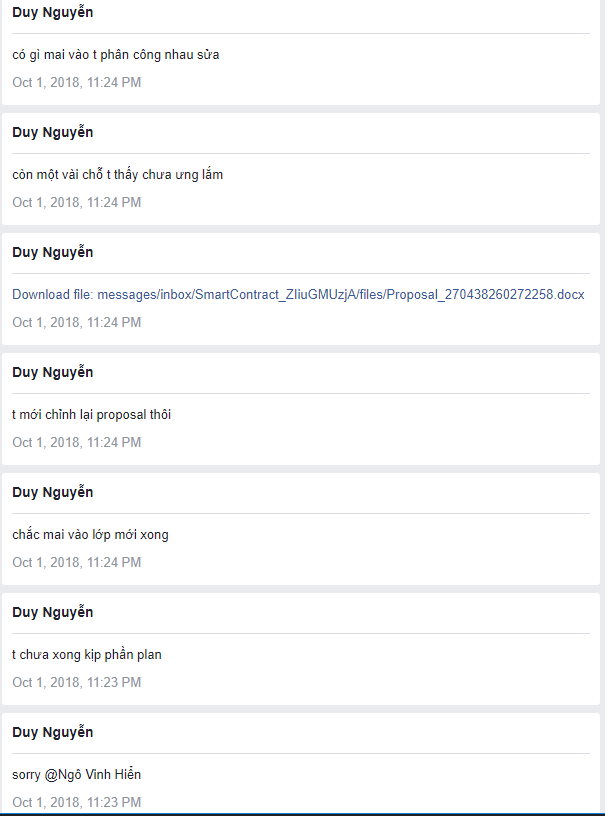 Duy Nguyễn
có gì mai vào t phân công nhau sửa
Oct 1, 2018, 11:24 PM
Duy Nguyễn
còn một vài chỗ t thấy chưa ưng lắm
Oct 1, 2018, 11:24 PM
Duy Nguyễn
Download file: messages/inbox/SmartContract_ZIiuGMUzjA/files/Proposal_270438260272258.docx
Oct 1, 2018, 11:24 PM
Duy Nguyễn
t mới chỉnh lại proposal thôi
Oct 1, 2018, 11:24 PM
Duy Nguyễn
chắc mai vào lớp mới xong
Oct 1, 2018, 11:24 PM
Duy Nguyễn
t chưa xong kịp phần plan
Oct 1, 2018, 11:23 PM
Duy Nguyễn
sorry @Ngô Vinh Hiển
Oct 1, 2018, 11:23 PM